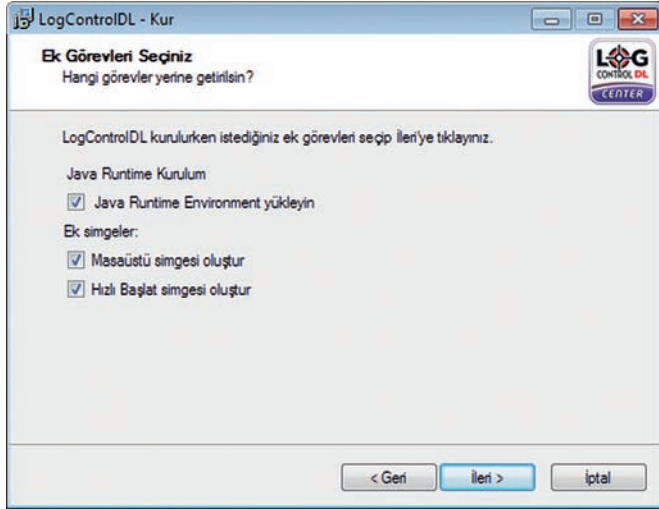 LogControlDL - Kur
Ek Görevleri Seçiniz
Hangi görevler yerine getirilsin?
LOG
CONTROL DL
CENTER
LogControlDL kurulurken istediğiniz ek görevleri seçip İleri'ye tıklayınız.
Java Runtime Kurulum
Java Runtime Environment yükleyin
Ek simgeler:
Masaüstü simgesi oluştur
Hızlı Başlat simgesi oluştur
< Geri
İleri >
İptal